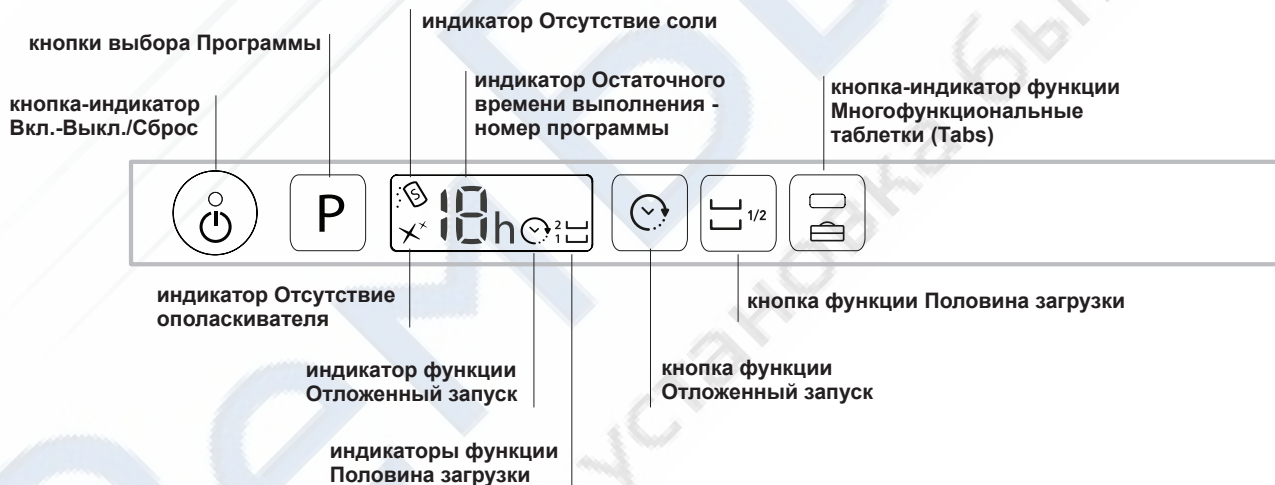 индикатор Отсутствие соли
кнопки выбора Программы
индикатор Остаточного
времени выполнения -
номер программы
кнопка-индикатор функции
Многофункциональные
таблетки (Tabs)
кнопка-индикатор
Вкл.-Выкл./Сброс
P
S
18h
2
1
1/2
индикатор Отсутствие
ополаскивателя
кнопка функции Половина загрузки
индикатор функции
Отложенный запуск
кнопка функции
Отложенный запуск
индикаторы функции
Половина загрузки